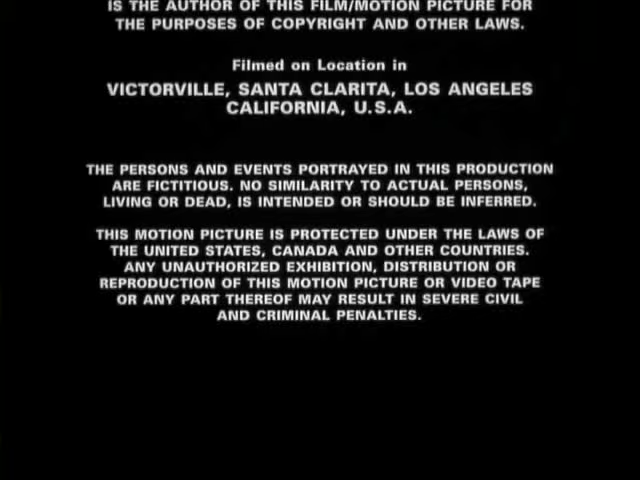 IS THE AUTHOR OF THIS FILM/MOTION PICTURE FOR
THE PURPOSES OF COPYRIGHT AND OTHER LAWS.
Filmed on Location in
VICTORVILLE, SANTA CLARITA, LOS ANGELES
CALIFORNIA, U.S.A.
THE PERSONS AND EVENTS PORTRAYED IN THIS PRODUCTION
ARE FICTITIOUS. NO SIMILARITY TO ACTUAL PERSONS,
LIVING OR DEAD, IS INTENDED OR SHOULD BE INFERRED.
THIS MOTION PICTURE IS PROTECTED UNDER THE LAWS OF
THE UNITED STATES, CANADA AND OTHER COUNTRIES.
ANY UNAUTHORIZED EXHIBITION, DISTRIBUTION OR
REPRODUCTION OF THIS MOTION PICTURE OR VIDEO TAPE
OR ANY PART THEREOF MAY RESULT IN SEVERE CIVIL
AND CRIMINAL PENALTIES.